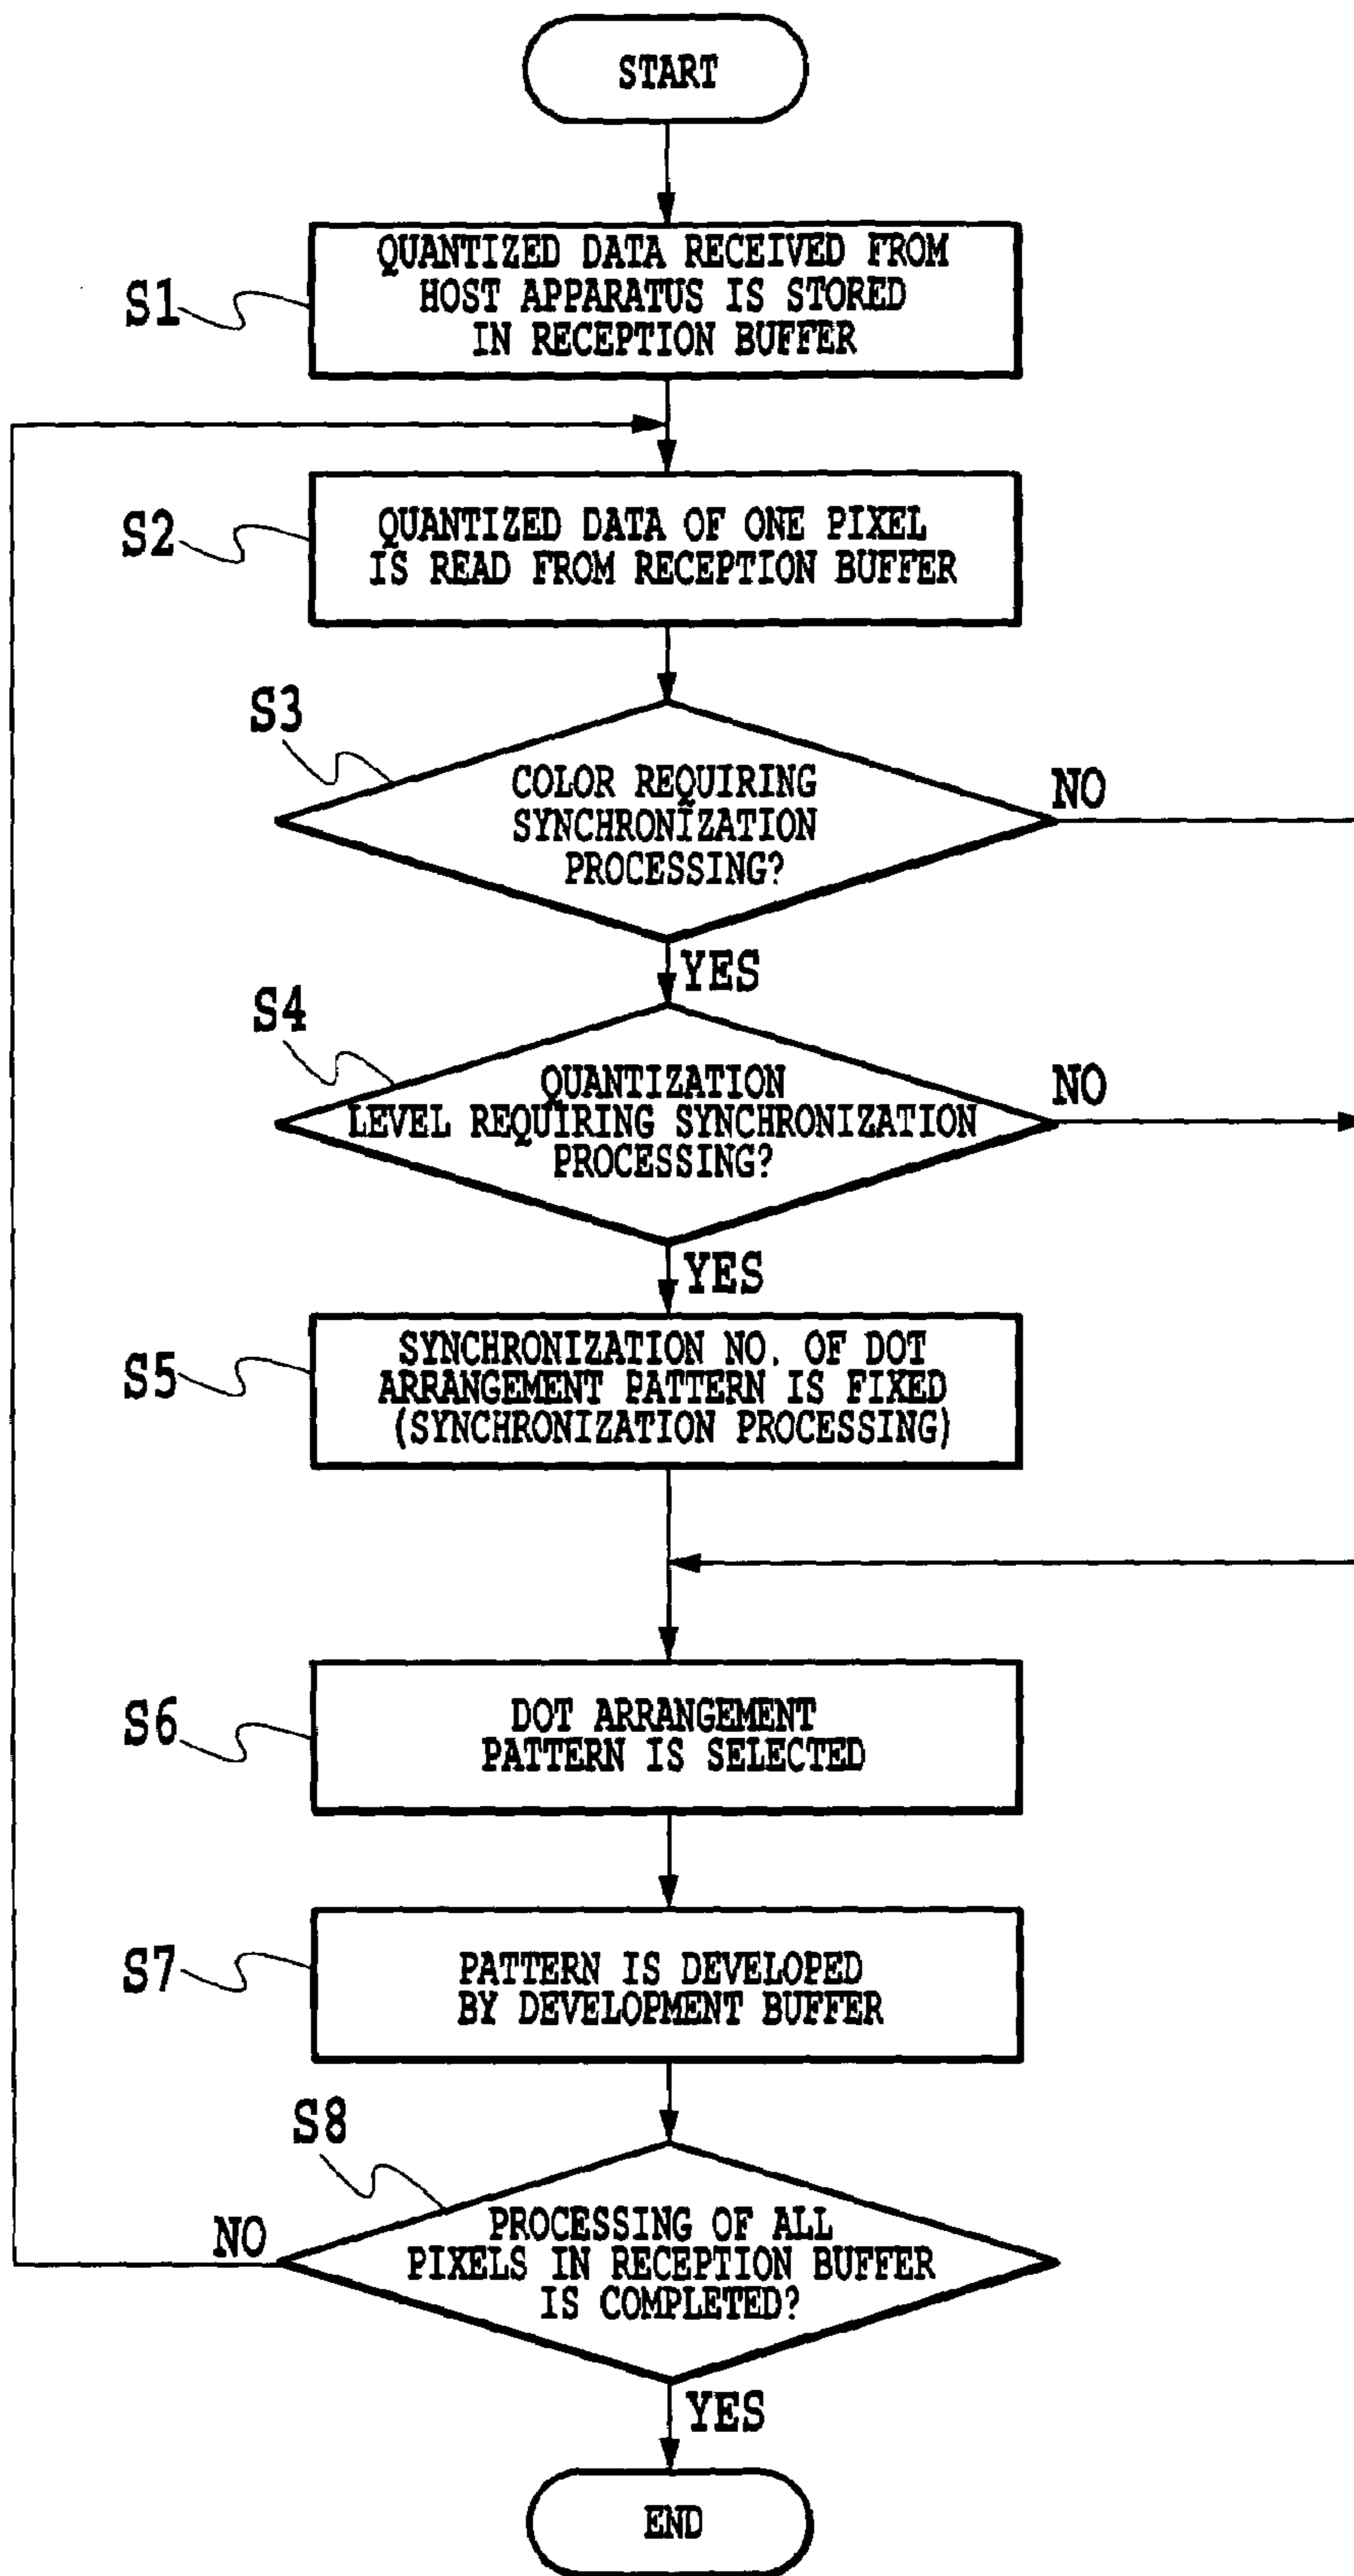 START
S1
QUANTIZED DATA RECEIVED FROM
HOST APPARATUS IS STORED
IN RECEPTION BUFFER
S2
QUANTIZED DATA OF ONE PIXEL
IS READ FROM RECEPTION BUFFER
S3
COLOR REQUIRING
SYNCHRONIZATION
PROCESSING?
NO
YES
S4
QUANTIZATION
LEVEL REQUIRING SYNCHRONIZATION
PROCESSING?
NO
YES
S5
SYNCHRONIZATION NO. OF DOT
ARRANGEMENT PATTERN IS FIXED
(SYNCHRONIZATION PROCESSING)
S6
DOT ARRANGEMENT
PATTERN IS SELECTED
S7
PATTERN IS DEVELOPED
BY DEVELOPMENT BUFFER
S8
PROCESSING OF ALL
PIXELS IN RECEPTION BUFFER
IS COMPLETED?
NO
YES
END